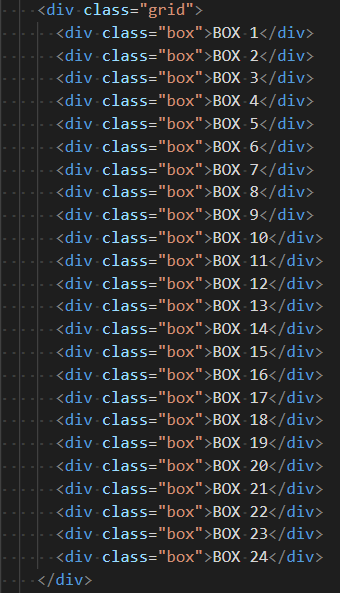 <div class="grid">
<div class="box">BOX 1</div>
<div class="box">BOX 2</div>
<div class="box">BOX 3</div>
<div class="box">BOX 4</div>
<div class="box">BOX 5</div>
<div class="box">BOX 6</div>
<div class="box">BOX 7</div>
<div class="box">BOX 8</div>
<div class="box">BOX 9</div>
<div class="box">BOX 10</div>
<div class="box">BOX 11</div>
<div class="box">BOX 12</div>
<div class="box">BOX 13</div>
<div class="box">BOX 14</div>
<div class="box">BOX 15</div>
<div class="box">BOX 16</div>
<div class="box">BOX 17</div>
<div class="box">BOX 18</div>
<div class="box">BOX 19</div>
<div class="box">BOX 20</div>
<div class="box">BOX 21</div>
<div class="box">BOX 22</div>
<div class="box">BOX 23</div>
<div class="box">BOX 24</div>
</div>